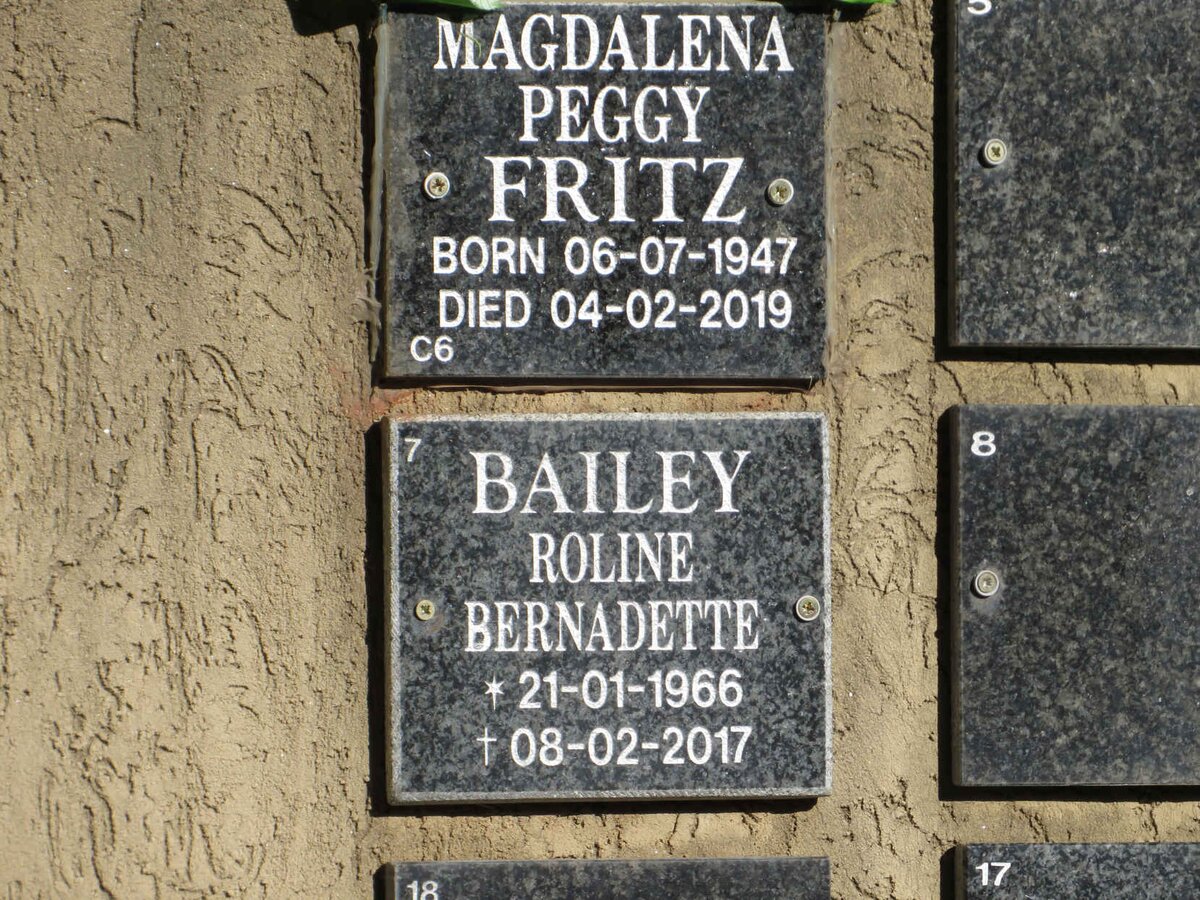 MAGDALENA
PEGGY
FRITZ
BORN 06-07-1947
DIED 04-02-2019
C6
5
7
BAILEY
ROLINE
BERNADETTE
* 21-01-1966
† 08-02-2017
8
18
17